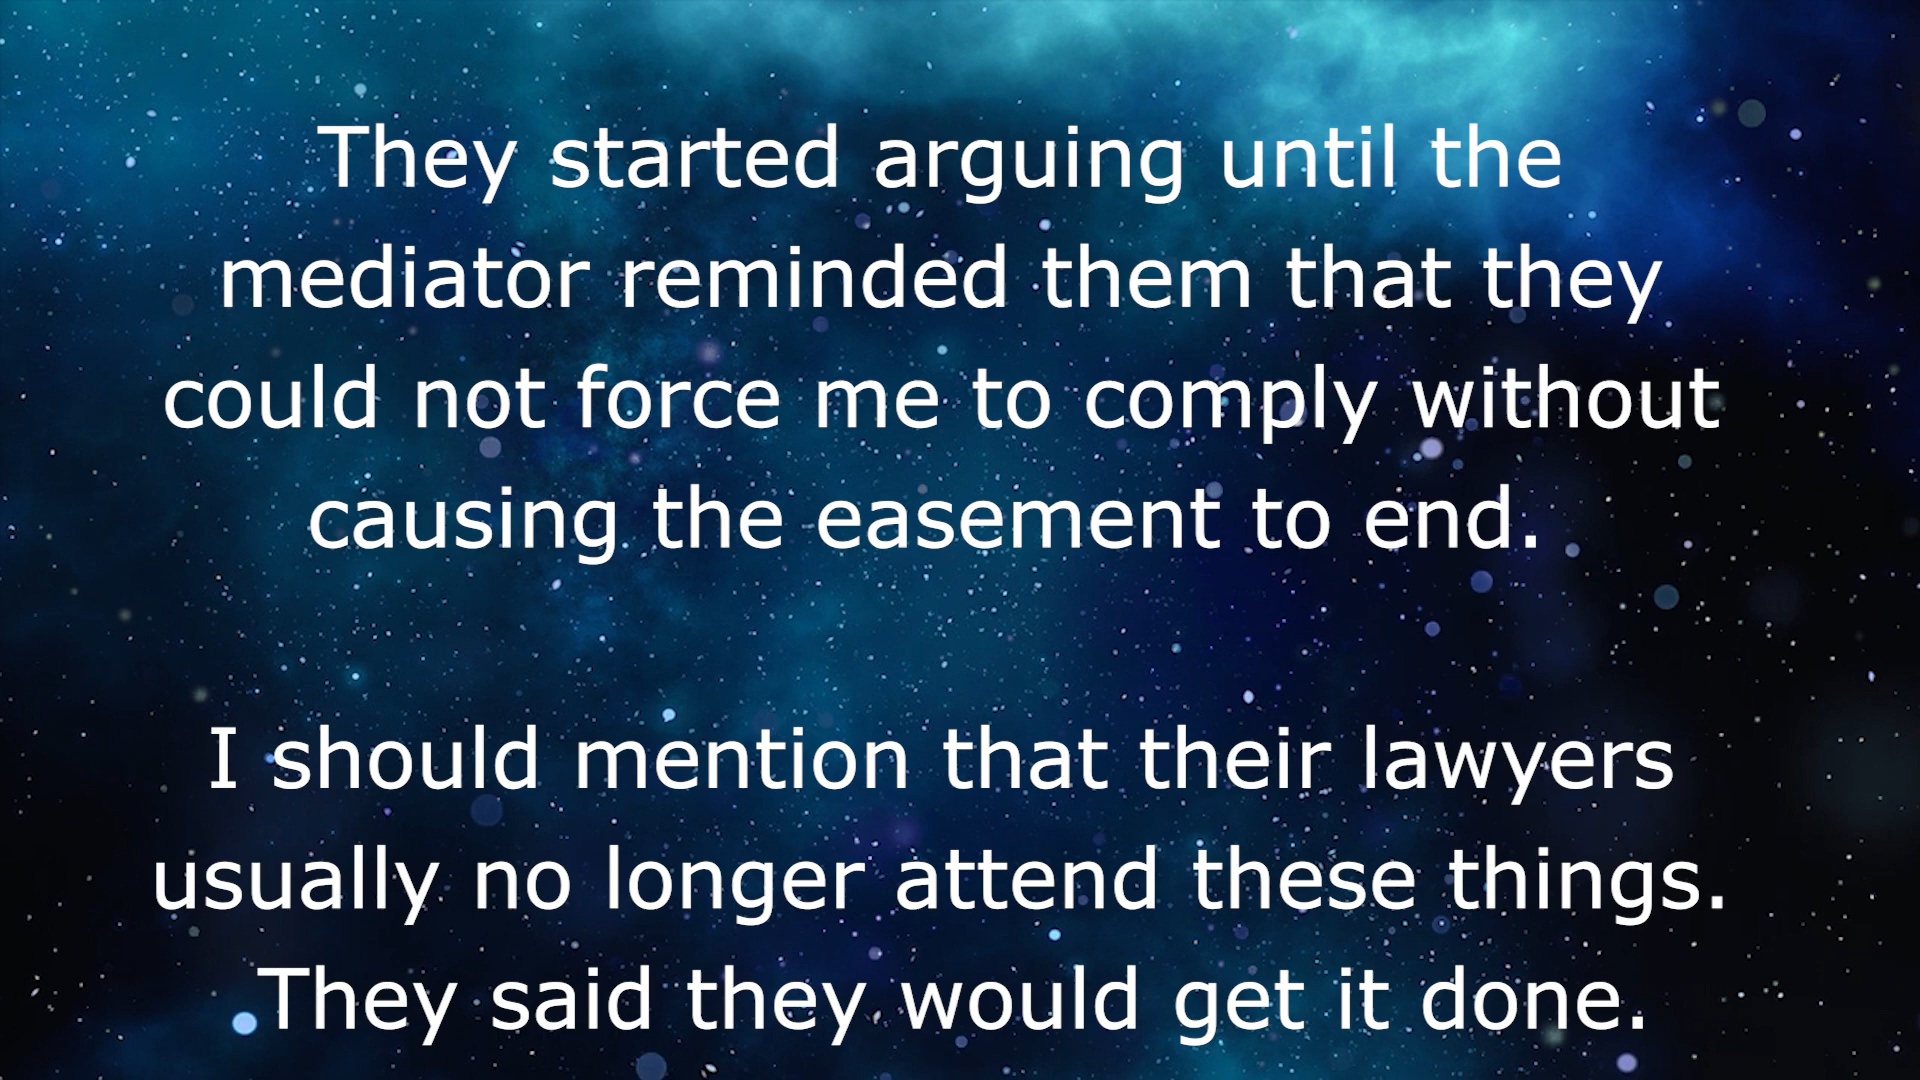 They started arguing until the
mediator reminded them that they
could not force me to comply without
causing the easement to end.
I should mention that their lawyers
usually no longer attend these things.
They said they would get it done.